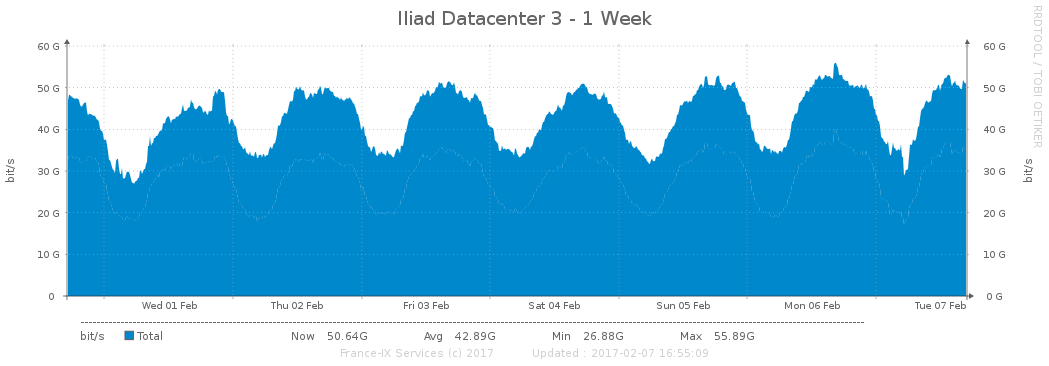 Iliad Datacenter 3 - 1 Week
RRDTOOL / TOBI OETIKER
60 G 60 G
50 G 50 G
40 G 40 G
30 G 30 G
20 G 20 G
10 G 10 G
0 0 G
bit/s bit/s
Wed 01 Feb Thu 02 Feb Fri 03 Feb Sat 04 Feb Sun 05 Feb Mon 06 Feb Tue 07 Feb
bit/s Total Now 50.64G Avg 42.89G Min 26.88G Max 55.89G
France-IX Services (c) 2017 Updated : 2017-02-07 16:55:09